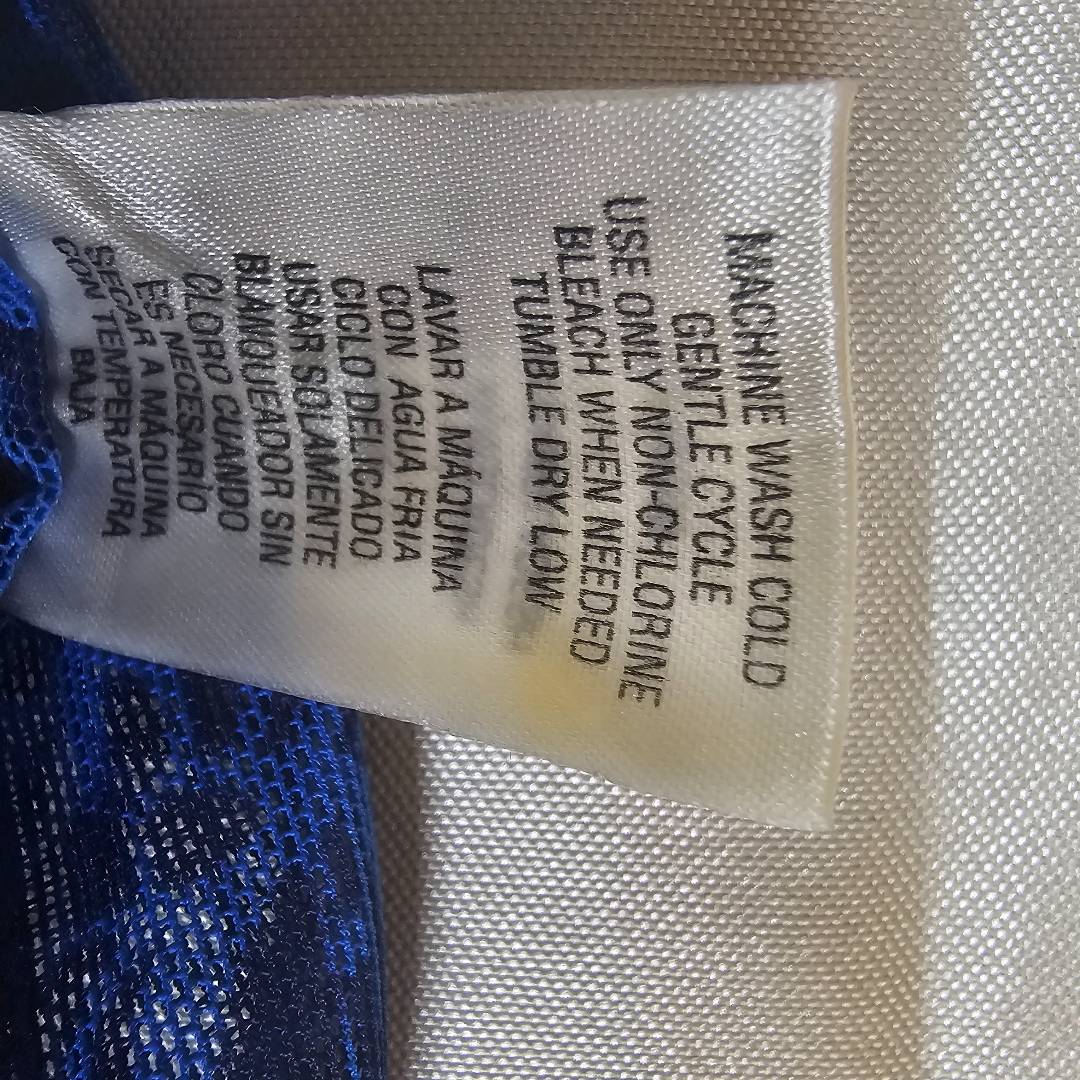 MACHINE WASH COLD
GENTLE CYCLE
USE ONLY NON-CHLORINE
BLEACH WHEN NEEDED
TUMBLE DRY LOW
LAVAR A MÁQUINA
CON AGUA FRIA
CICLO DELICADO
USAR SOLAMENTE
BLANQUEADOR SIN
CLORO CUANDO
ES NECESARÍO
SECAR A MÁQUINA
CON TEMPERATURA
BAJA